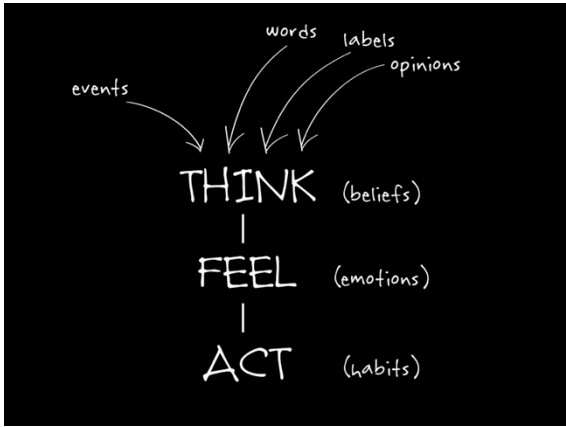 words
labels
opinions
events
THINK (beliefs)
FEEL (emotions)
ACT (habits)